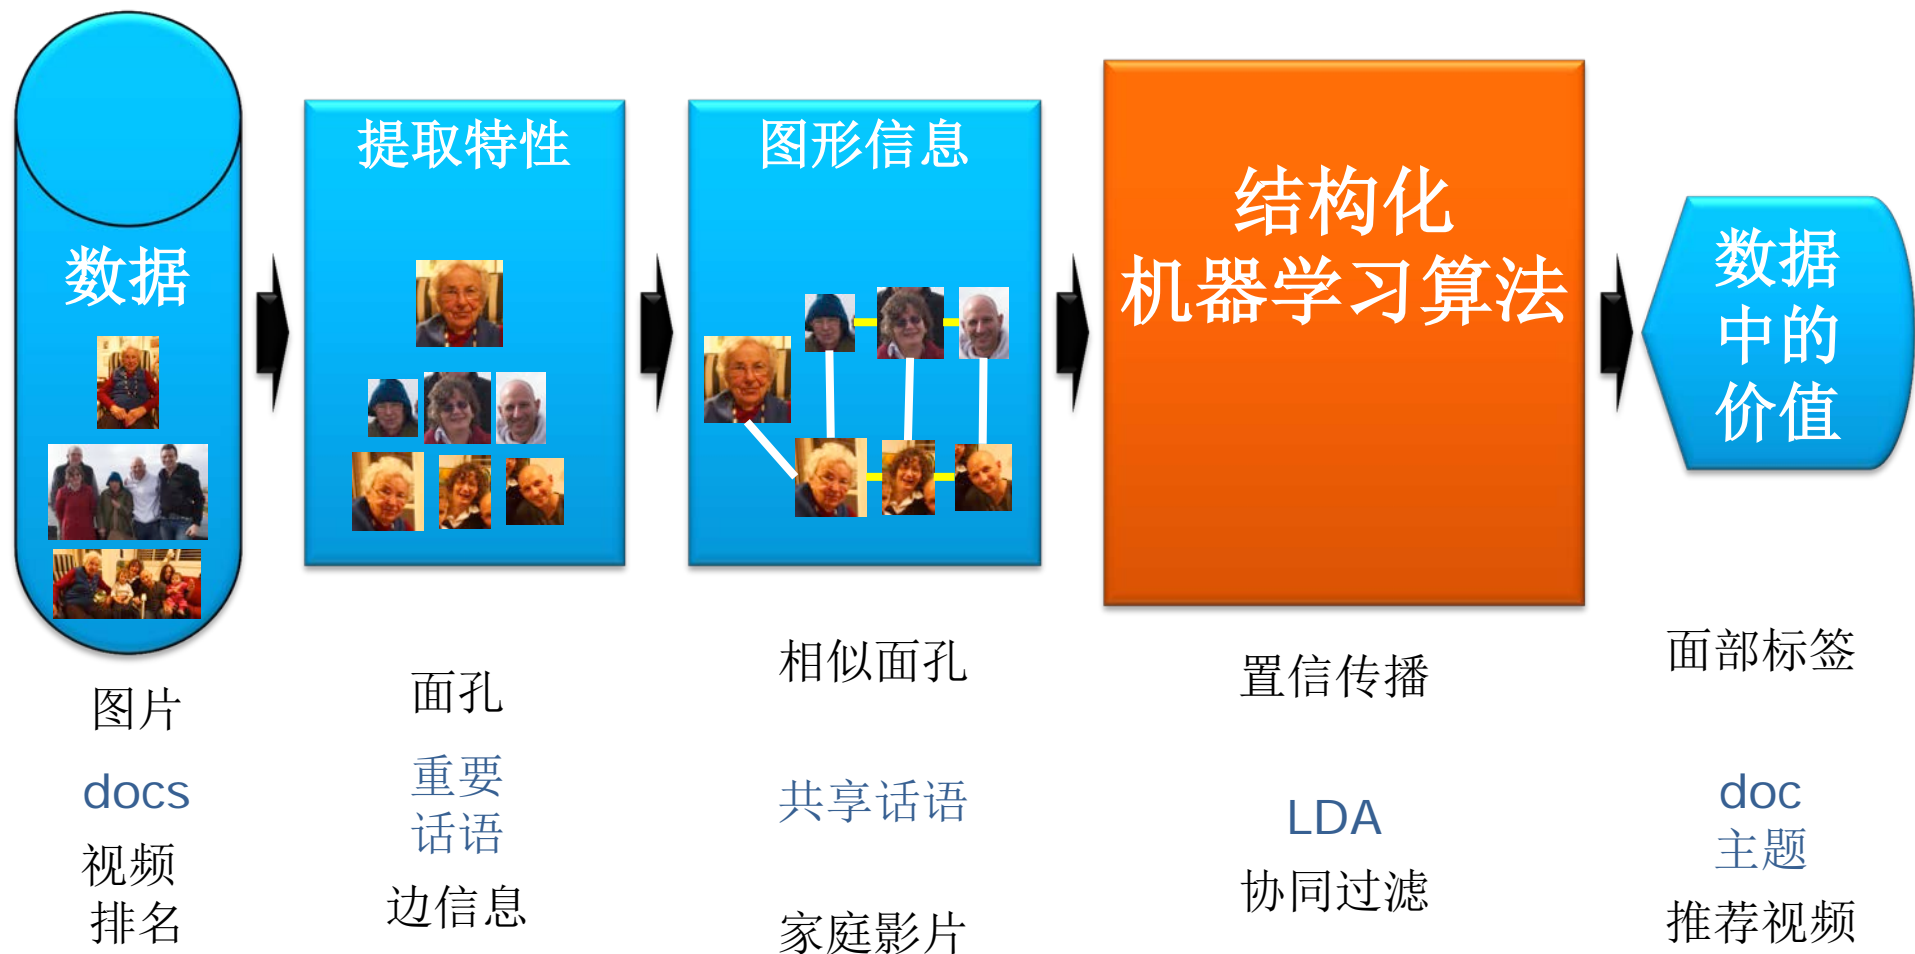 数据
提取特性
图形信息
结构化
机器学习算法
数据
中的
价值
图片
面孔
相似面孔
置信传播
面部标签
docs
重要
话语
共享话语
LDA
doc
主题
视频
排名
边信息
家庭影片
协同过滤
推荐视频